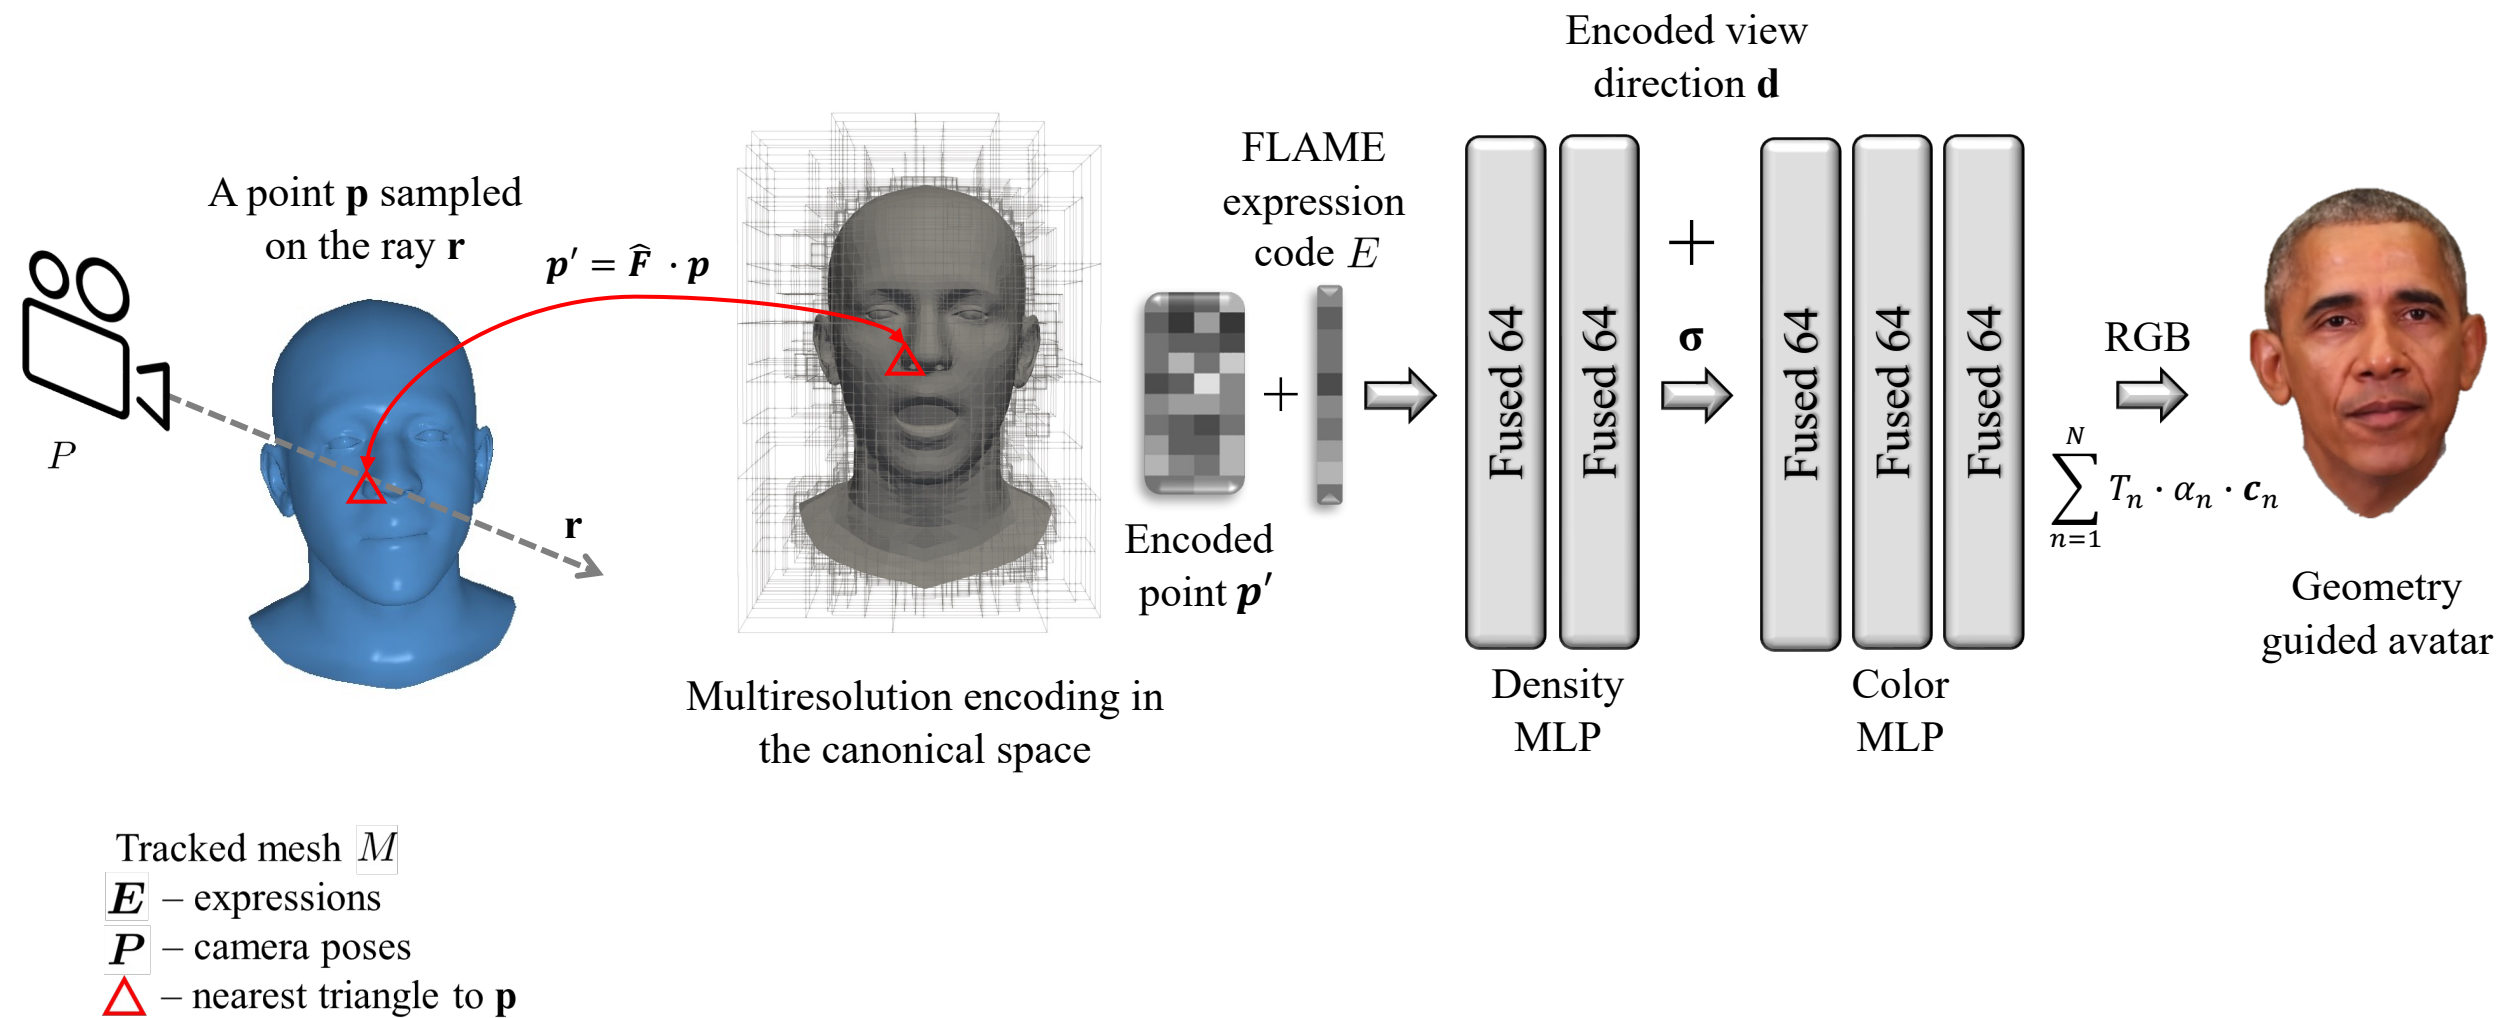 Encoded view
direction d
FLAME
expression
code E
A point p sampled
on the ray r
p′ = F̂ · p
P
r
Encoded
point p′
+
Fused 64
Fused 64
+
σ
Fused 64
Fused 64
Fused 64
RGB
N
∑ Tₙ · αₙ · cₙ
n=1
Geometry
guided avatar
Density
MLP
Color
MLP
Multiresolution encoding in
the canonical space
Tracked mesh M
E – expressions
P – camera poses
– nearest triangle to p